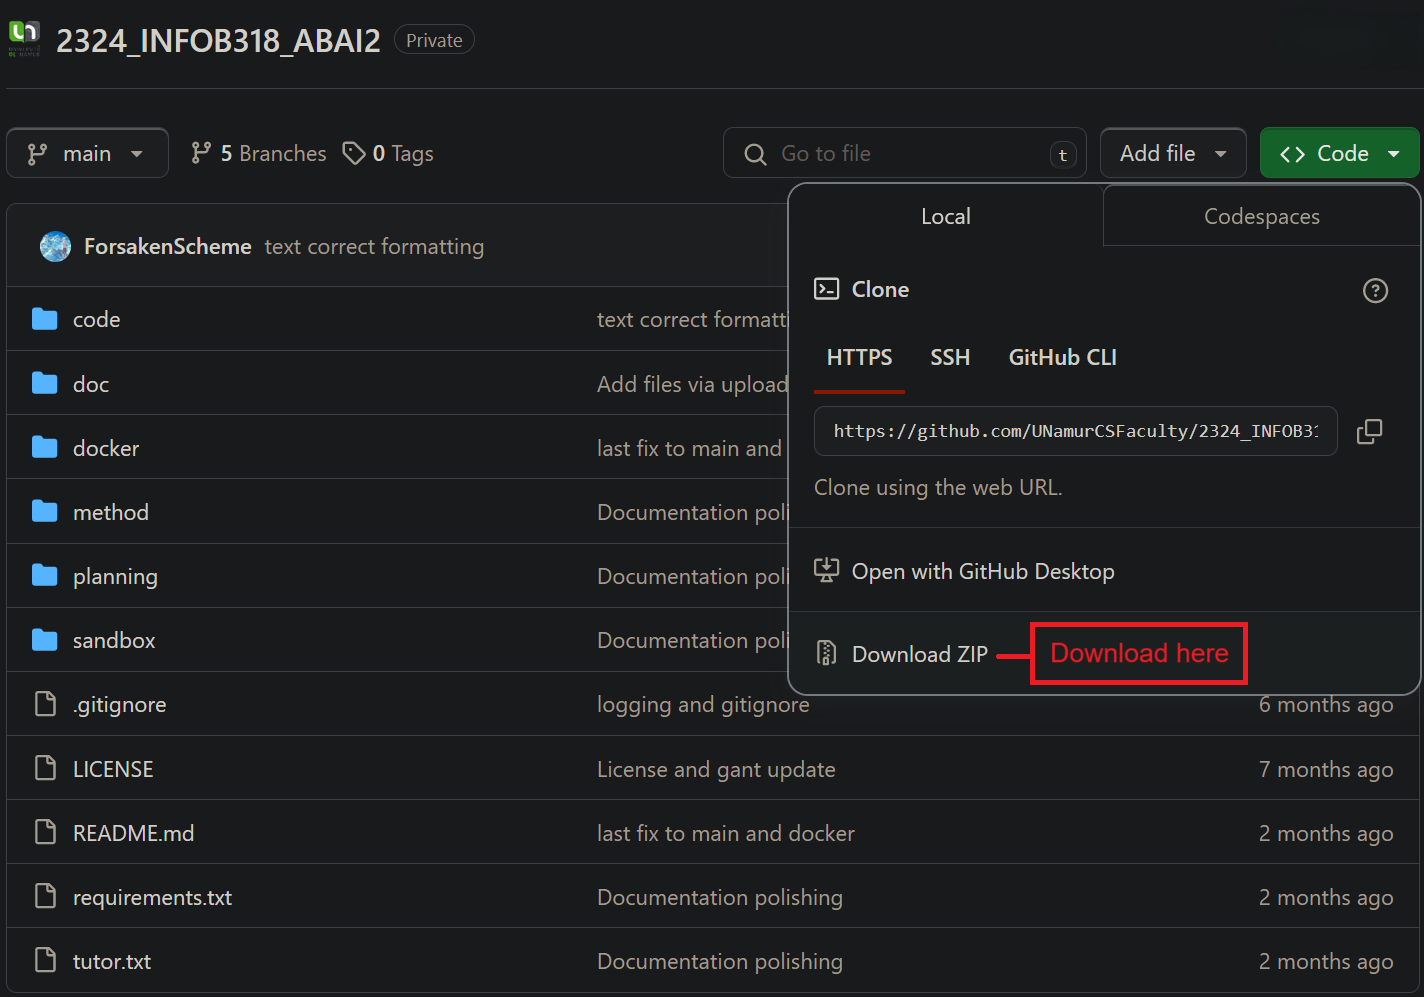 2324_INFOB318_ABAI2 Private
main 5 Branches 0 Tags Go to file t Add file Code
Local Codespaces
ForsakenScheme text correct formatting
Clone
HTTPS SSH GitHub CLI
https://github.com/UNamurCSFaculty/2324_INFOB31
Clone using the web URL.
Open with GitHub Desktop
Download ZIP Download here
code text correct formatt
doc Add files via upload
docker last fix to main and
method Documentation poli
planning Documentation poli
sandbox Documentation poli
.gitignore logging and gitignore 6 months ago
LICENSE License and gant update 7 months ago
README.md last fix to main and docker 2 months ago
requirements.txt Documentation polishing 2 months ago
tutor.txt Documentation polishing 2 months ago